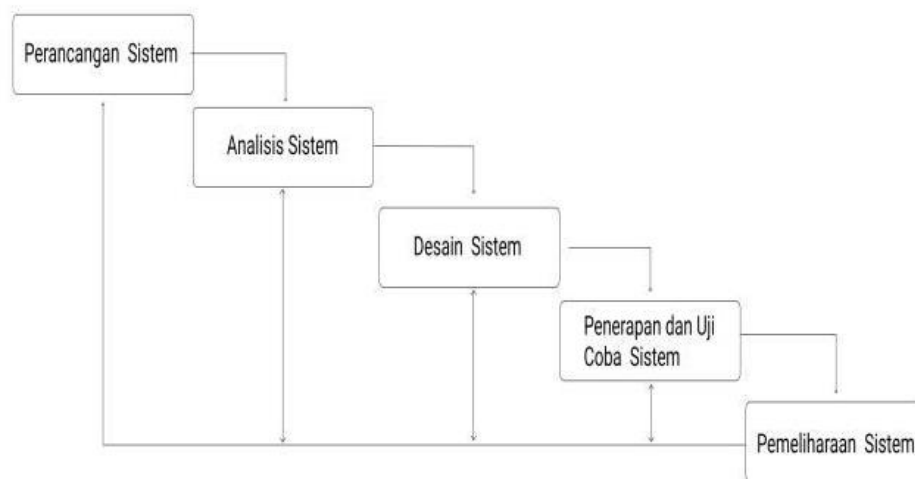 Perancangan Sistem
Analisis Sistem
Desain Sistem
Penerapan dan Uji
Coba Sistem
Pemeliharaan Sistem